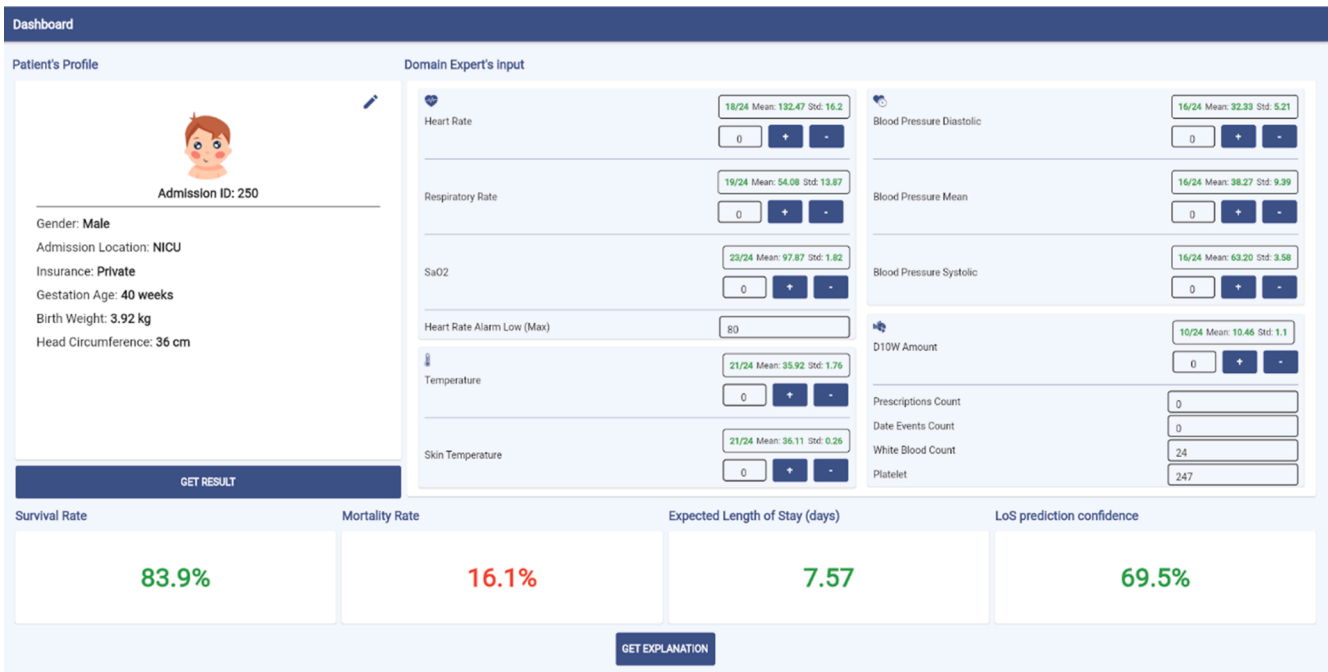 Dashboard
Patient's Profile
Admission ID: 250
Gender: Male
Admission Location: NICU
Insurance: Private
Gestation Age: 40 weeks
Birth Weight: 3.92 kg
Head Circumference: 36 cm
GET RESULT
Domain Expert's input
Heart Rate
18/24 Mean: 132.47 Std: 16.2
0 + -
Respiratory Rate
19/24 Mean: 54.08 Std: 13.87
0 + -
SaO2
23/24 Mean: 97.87 Std: 1.82
0 + -
Heart Rate Alarm Low (Max) 80
Temperature
21/24 Mean: 35.92 Std: 1.76
0 + -
Skin Temperature
21/24 Mean: 36.11 Std: 0.26
0 + -
Blood Pressure Diastolic
16/24 Mean: 32.33 Std: 5.21
0 + -
Blood Pressure Mean
16/24 Mean: 38.27 Std: 9.39
0 + -
Blood Pressure Systolic
16/24 Mean: 63.20 Std: 3.58
0 + -
D10W Amount
10/24 Mean: 10.46 Std: 1.1
0 + -
Prescriptions Count 0
Date Events Count 0
White Blood Count 24
Platelet 247
Survival Rate
83.9%
Mortality Rate
16.1%
Expected Length of Stay (days)
7.57
LoS prediction confidence
69.5%
GET EXPLANATION